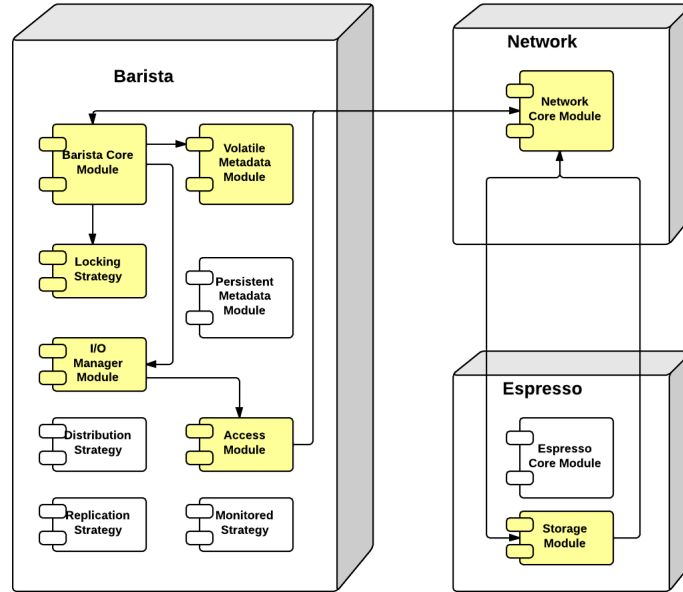 Barista
Barista Core
Module
Volatile
Metadata
Module
Locking
Strategy
Persistent
Metadata
Module
I/O
Manager
Module
Distribution
Strategy
Access
Module
Replication
Strategy
Monitored
Strategy
Network
Network
Core Module
Espresso
Espresso
Core Module
Storage
Module